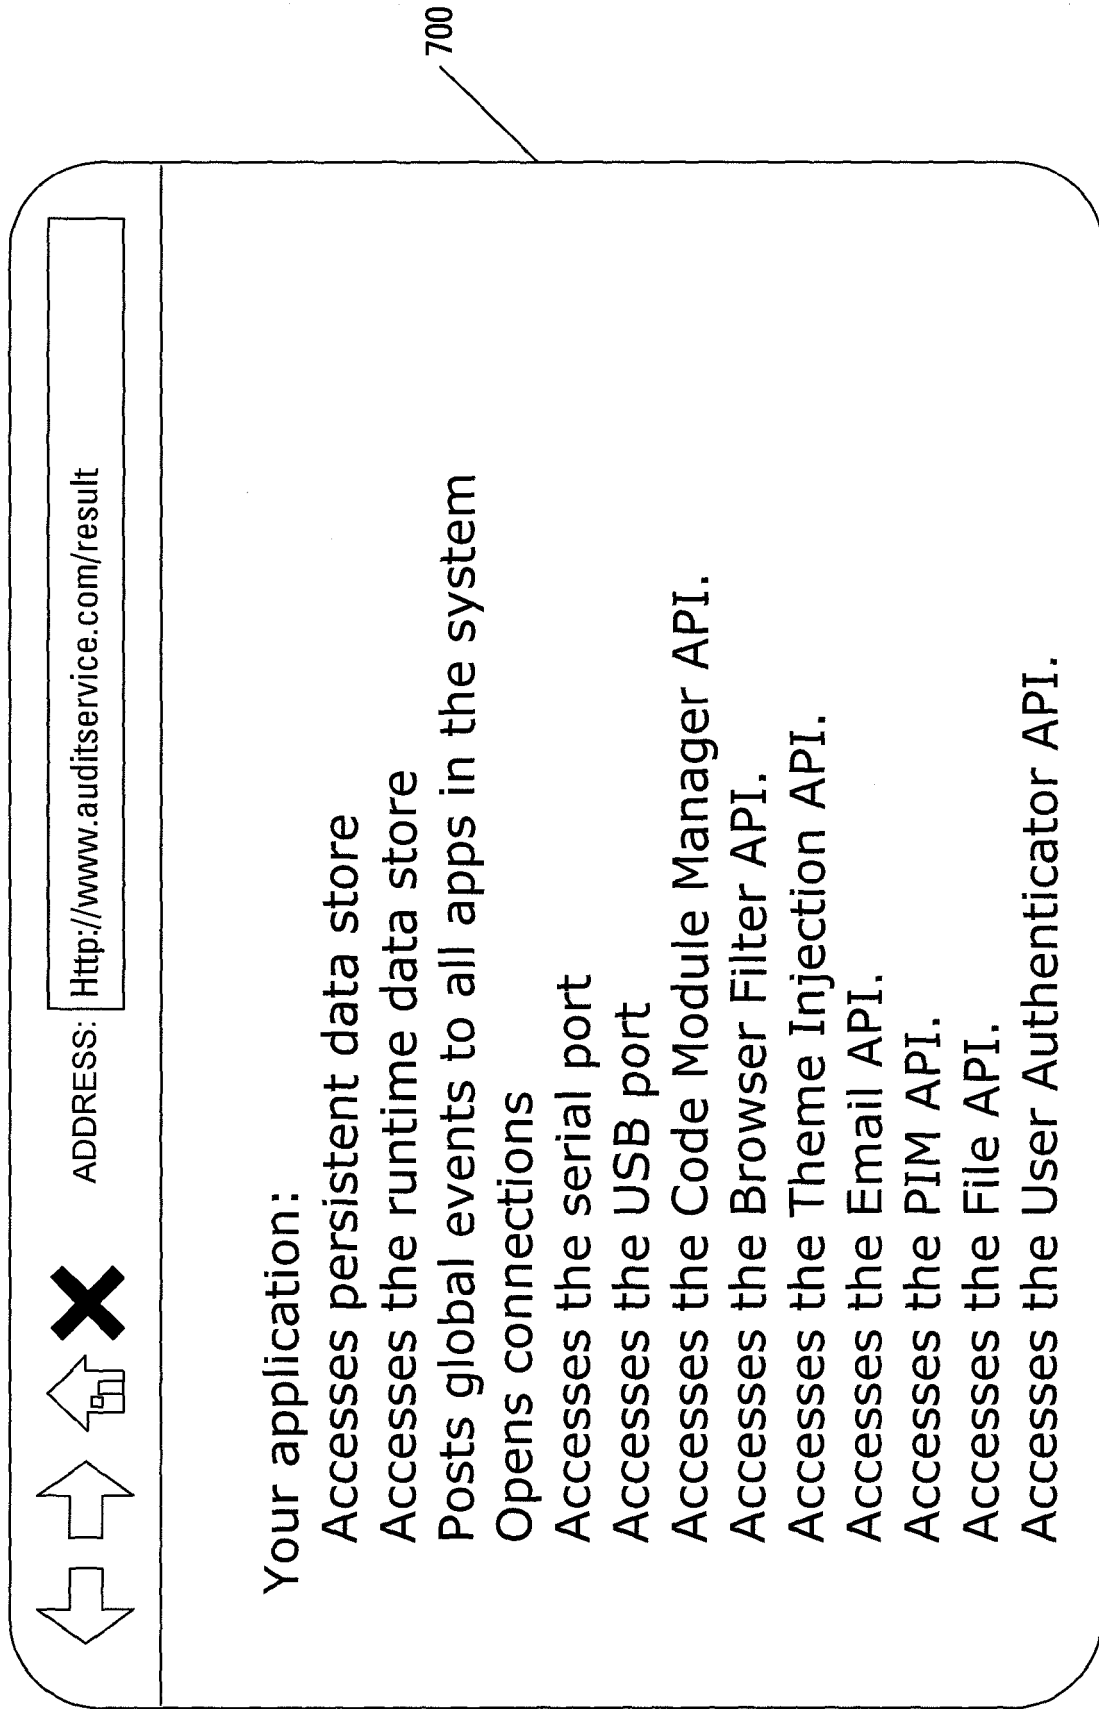 ADDRESS: Http://www.auditservice.com/result
Your application:
Accesses persistent data store
Accesses the runtime data store
Posts global events to all apps in the system
Opens connections
Accesses the serial port
Accesses the USB port
Accesses the Code Module Manager API.
Accesses the Browser Filter API.
Accesses the Theme Injection API.
Accesses the Email API.
Accesses the PIM API.
Accesses the File API.
Accesses the User Authenticator API.
700